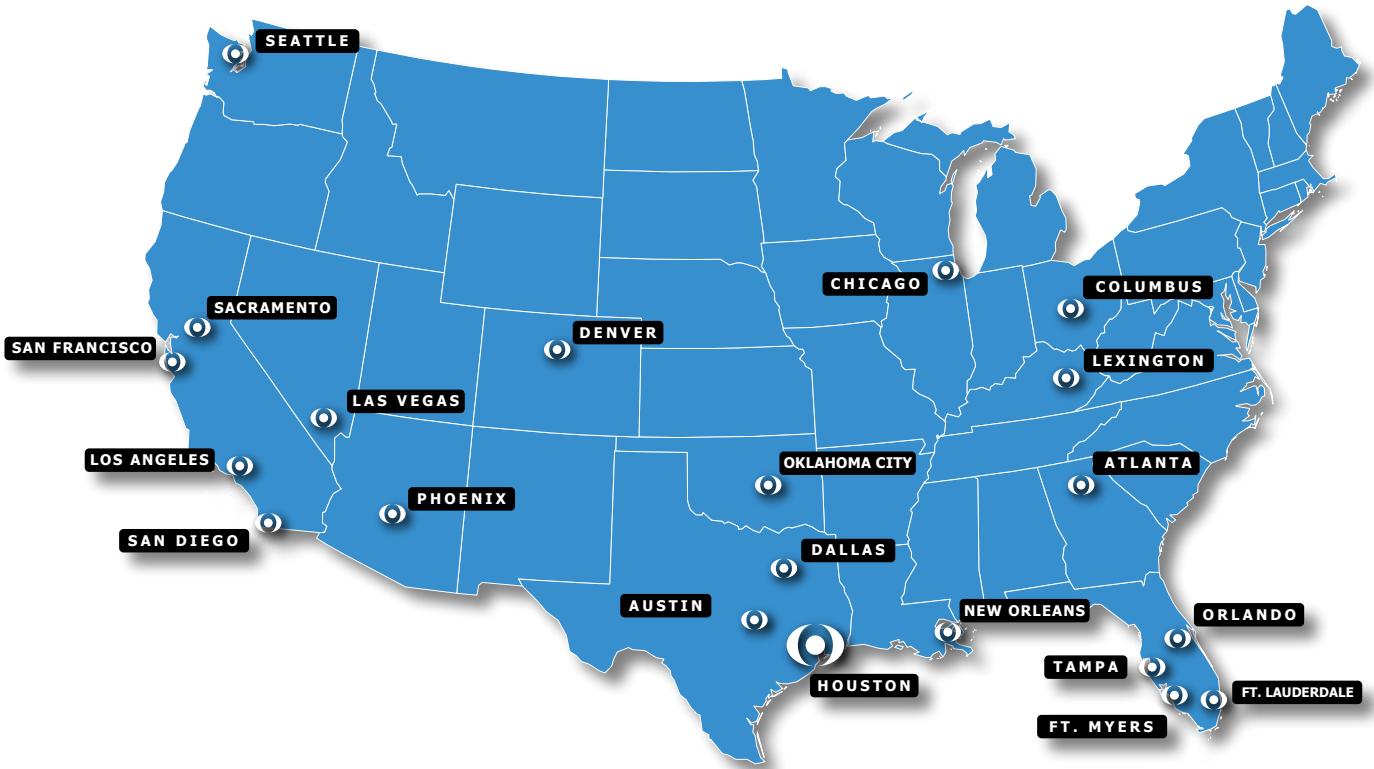 SEATTLE
CHICAGO
COLUMBUS
SACRAMENTO
DENVER
SAN FRANCISCO
LEXINGTON
LAS VEGAS
LOS ANGELES
OKLAHOMA CITY
ATLANTA
PHOENIX
SAN DIEGO
DALLAS
AUSTIN
NEW ORLEANS
ORLANDO
TAMPA
HOUSTON
FT. LAUDERDALE
FT. MYERS